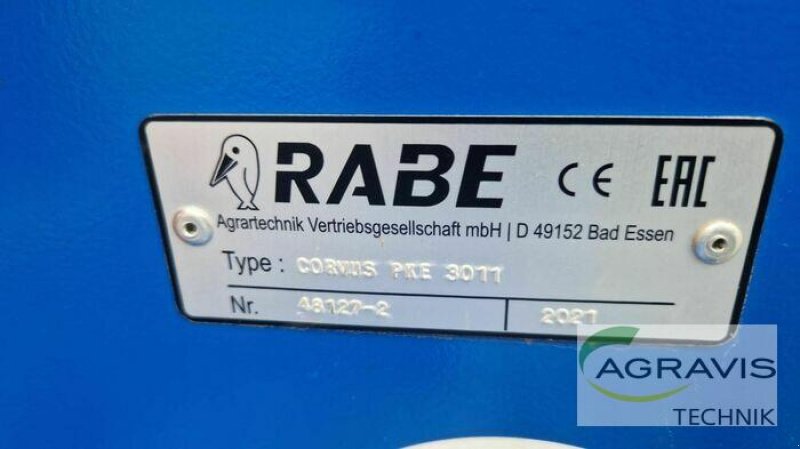 RABE CE EAC
Agrartechnik Vertriebsgesellschaft mbH | D 49152 Bad Essen
Type : CORVUS PKE 3011
Nr. 48127-2 2021
AGRAVIS
TECHNIK